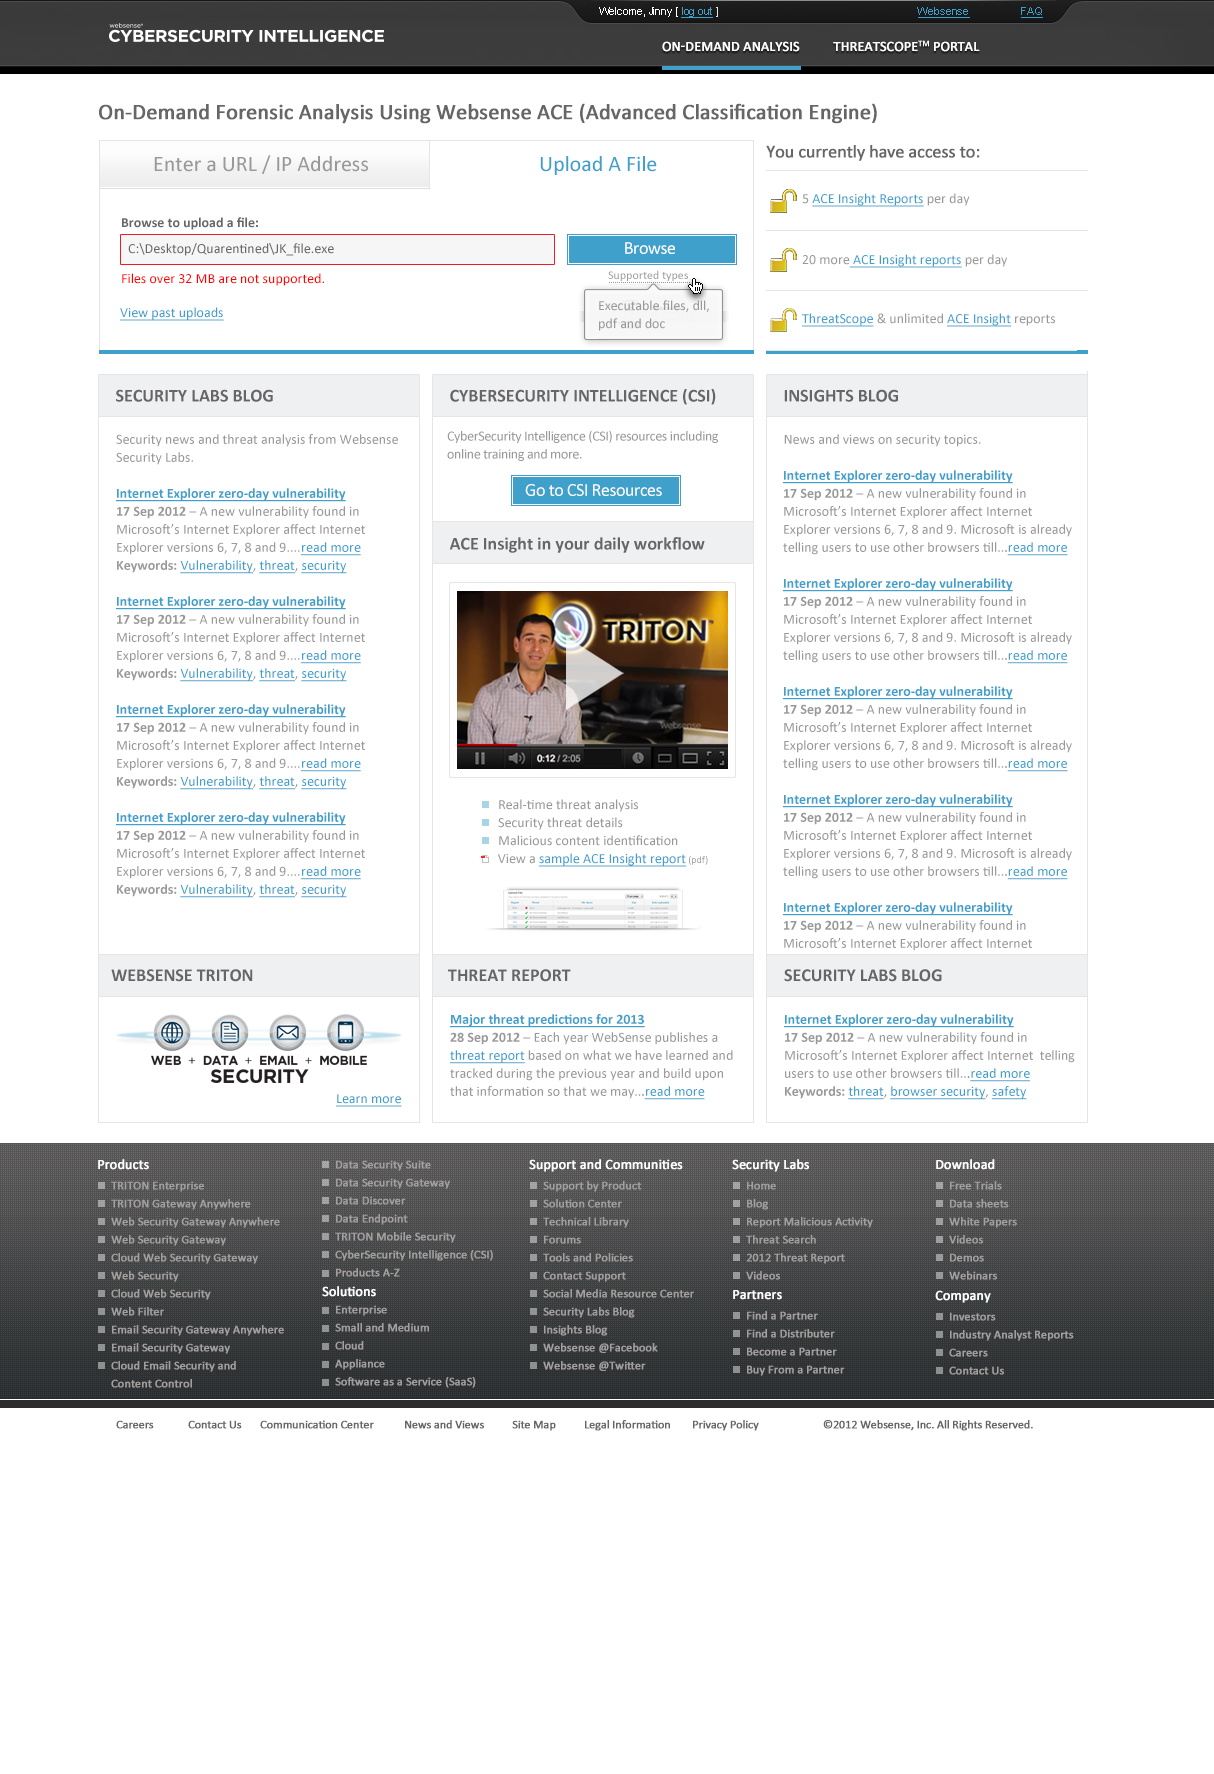 Welcome, Jinny [ log out ]
Websense
FAQ
websense®
CYBERSECURITY INTELLIGENCE
ON-DEMAND ANALYSIS
THREATSCOPE™ PORTAL
On-Demand Forensic Analysis Using Websense ACE (Advanced Classification Engine)
Enter a URL / IP Address
Upload A File
Browse to upload a file:
C:\Desktop/Quarentined\JK_file.exe
Browse
Files over 32 MB are not supported.
Supported types
Executable files, dll,
pdf and doc
View past uploads
You currently have access to:
5 ACE Insight Reports per day
20 more ACE Insight reports per day
ThreatScope & unlimited ACE Insight reports
SECURITY LABS BLOG
Security news and threat analysis from Websense
Security Labs.
Internet Explorer zero-day vulnerability
17 Sep 2012 – A new vulnerability found in
Microsoft's Internet Explorer affect Internet
Explorer versions 6, 7, 8 and 9....read more
Keywords: Vulnerability, threat, security
Internet Explorer zero-day vulnerability
17 Sep 2012 – A new vulnerability found in
Microsoft's Internet Explorer affect Internet
Explorer versions 6, 7, 8 and 9....read more
Keywords: Vulnerability, threat, security
Internet Explorer zero-day vulnerability
17 Sep 2012 – A new vulnerability found in
Microsoft's Internet Explorer affect Internet
Explorer versions 6, 7, 8 and 9....read more
Keywords: Vulnerability, threat, security
Internet Explorer zero-day vulnerability
17 Sep 2012 – A new vulnerability found in
Microsoft's Internet Explorer affect Internet
Explorer versions 6, 7, 8 and 9....read more
Keywords: Vulnerability, threat, security
CYBERSECURITY INTELLIGENCE (CSI)
CyberSecurity Intelligence (CSI) resources including
online training and more.
Go to CSI Resources
ACE Insight in your daily workflow
TRITON™
websense
0:12 / 2:05
Real-time threat analysis
Security threat details
Malicious content identification
View a sample ACE Insight report (pdf)
INSIGHTS BLOG
News and views on security topics.
Internet Explorer zero-day vulnerability
17 Sep 2012 – A new vulnerability found in
Microsoft's Internet Explorer affect Internet
Explorer versions 6, 7, 8 and 9. Microsoft is already
telling users to use other browsers till...read more
Internet Explorer zero-day vulnerability
17 Sep 2012 – A new vulnerability found in
Microsoft's Internet Explorer affect Internet
Explorer versions 6, 7, 8 and 9. Microsoft is already
telling users to use other browsers till...read more
Internet Explorer zero-day vulnerability
17 Sep 2012 – A new vulnerability found in
Microsoft's Internet Explorer affect Internet
Explorer versions 6, 7, 8 and 9. Microsoft is already
telling users to use other browsers till...read more
Internet Explorer zero-day vulnerability
17 Sep 2012 – A new vulnerability found in
Microsoft's Internet Explorer affect Internet
Explorer versions 6, 7, 8 and 9. Microsoft is already
telling users to use other browsers till...read more
Internet Explorer zero-day vulnerability
17 Sep 2012 – A new vulnerability found in
Microsoft's Internet Explorer affect Internet
WEBSENSE TRITON
WEB + DATA + EMAIL + MOBILE
SECURITY
Learn more
THREAT REPORT
Major threat predictions for 2013
28 Sep 2012 – Each year WebSense publishes a
threat report based on what we have learned and
tracked during the previous year and build upon
that information so that we may...read more
SECURITY LABS BLOG
Internet Explorer zero-day vulnerability
17 Sep 2012 – A new vulnerability found in
Microsoft's Internet Explorer affect Internet telling
users to use other browsers till...read more
Keywords: threat, browser security, safety
Products
TRITON Enterprise
TRITON Gateway Anywhere
Web Security Gateway Anywhere
Web Security Gateway
Cloud Web Security Gateway
Web Security
Cloud Web Security
Web Filter
Email Security Gateway Anywhere
Email Security Gateway
Cloud Email Security and
Content Control
Data Security Suite
Data Security Gateway
Data Discover
Data Endpoint
TRITON Mobile Security
CyberSecurity Intelligence (CSI)
Products A-Z
Solutions
Enterprise
Small and Medium
Cloud
Appliance
Software as a Service (SaaS)
Support and Communities
Support by Product
Solution Center
Technical Library
Forums
Tools and Policies
Contact Support
Social Media Resource Center
Security Labs Blog
Insights Blog
Websense @Facebook
Websense @Twitter
Security Labs
Home
Blog
Report Malicious Activity
Threat Search
2012 Threat Report
Videos
Partners
Find a Partner
Find a Distributer
Become a Partner
Buy From a Partner
Download
Free Trials
Data sheets
White Papers
Videos
Demos
Webinars
Company
Investors
Industry Analyst Reports
Careers
Contact Us
Careers
Contact Us
Communication Center
News and Views
Site Map
Legal Information
Privacy Policy
©2012 Websense, Inc. All Rights Reserved.